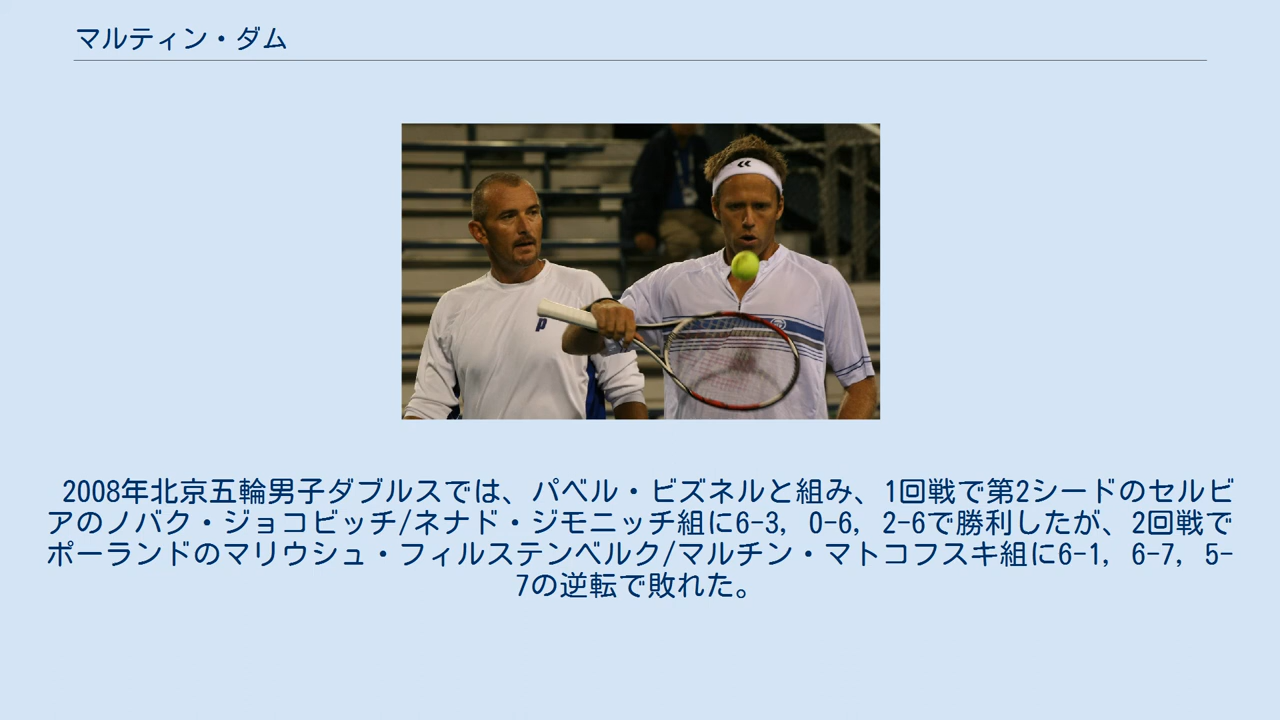 マルティン・ダム
2008年北京五輪男子ダブルスでは、パベル・ビズネルと組み、1回戦で第2シードのセルビ
アのノバク・ジョコビッチ/ネナド・ジモニッチ組に6-3, 0-6, 2-6で勝利したが、2回戦で
ポーランドのマリウシュ・フィルステンベルク/マルチン・マトコフスキ組に6-1, 6-7, 5-
7の逆転で敗れた。